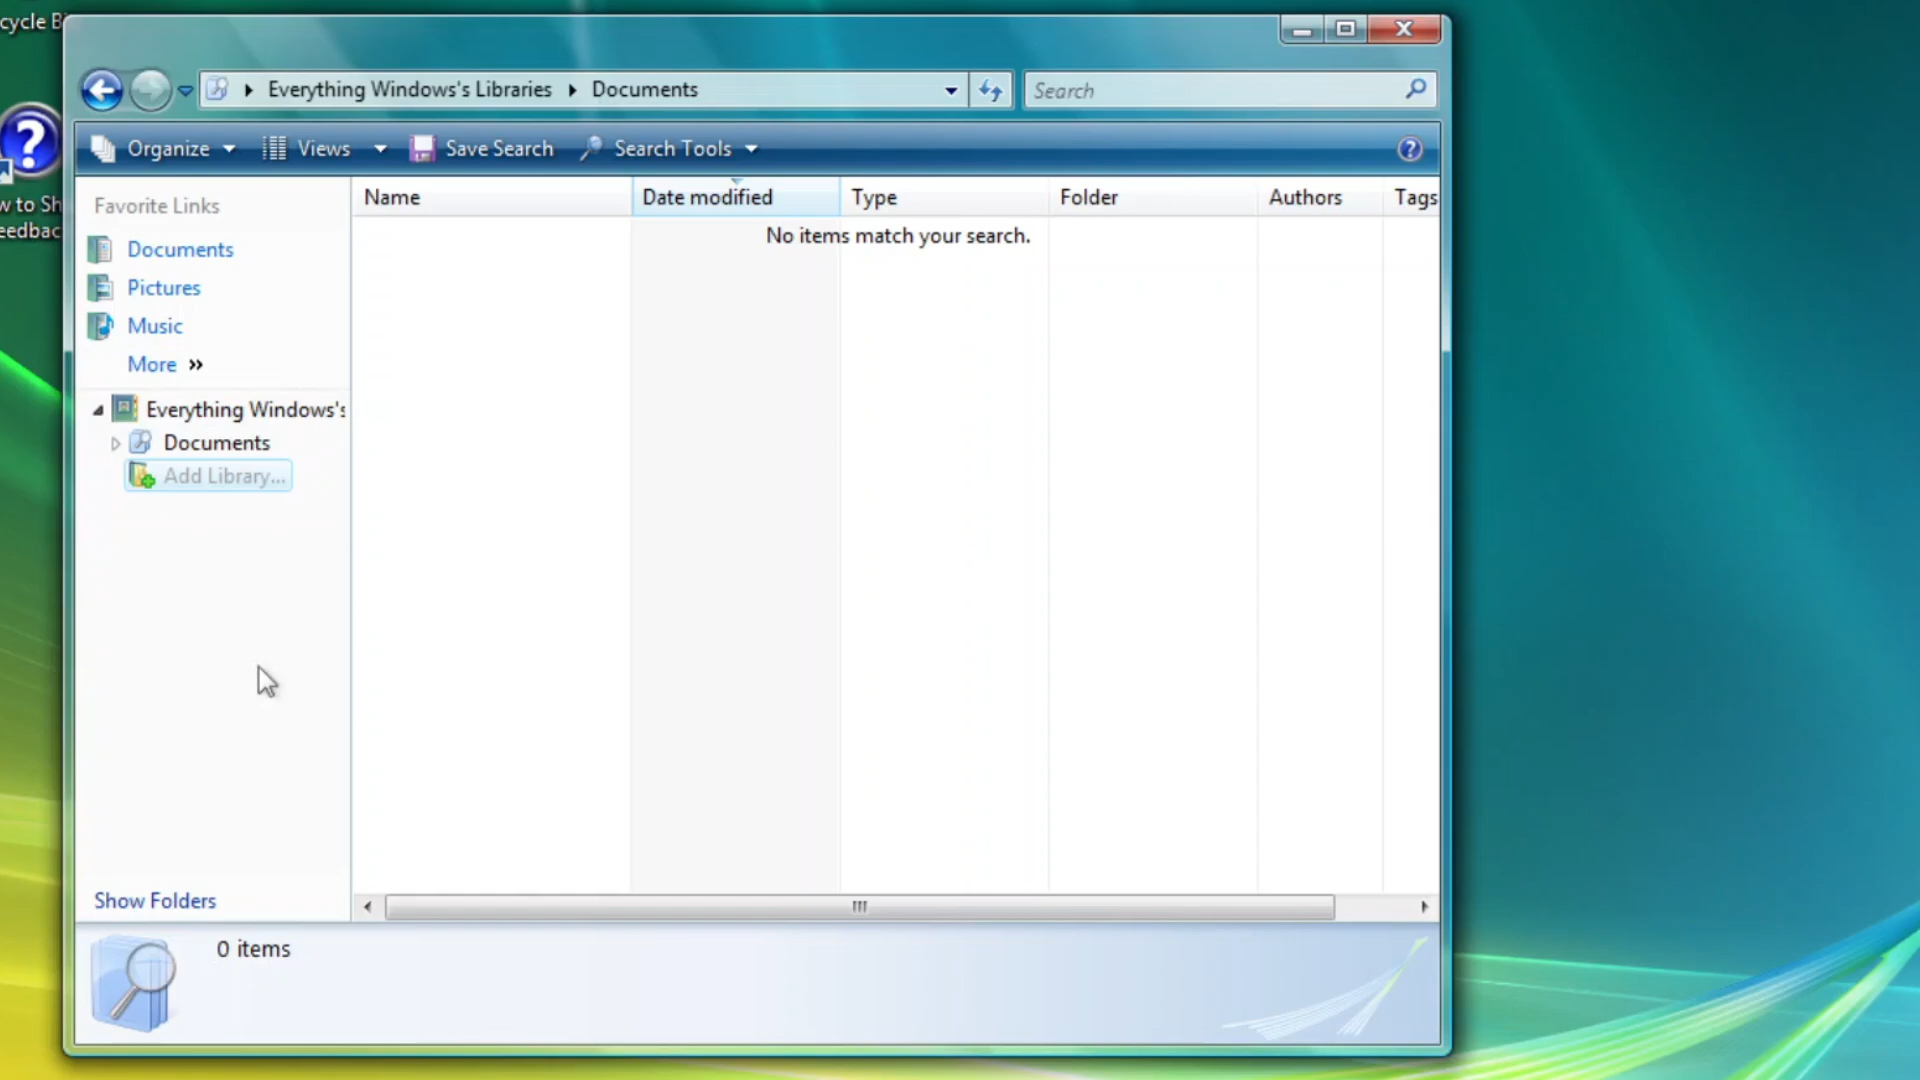 cycle B
w to Sh
eedbac
Everything Windows's Libraries
Documents
Search
Organize
Views
Save Search
Search Tools
Favorite Links
Documents
Pictures
Music
More »
Everything Windows's
Documents
Add Library...
Show Folders
Name
Date modified
Type
Folder
Authors
Tags
No items match your search.
0 items